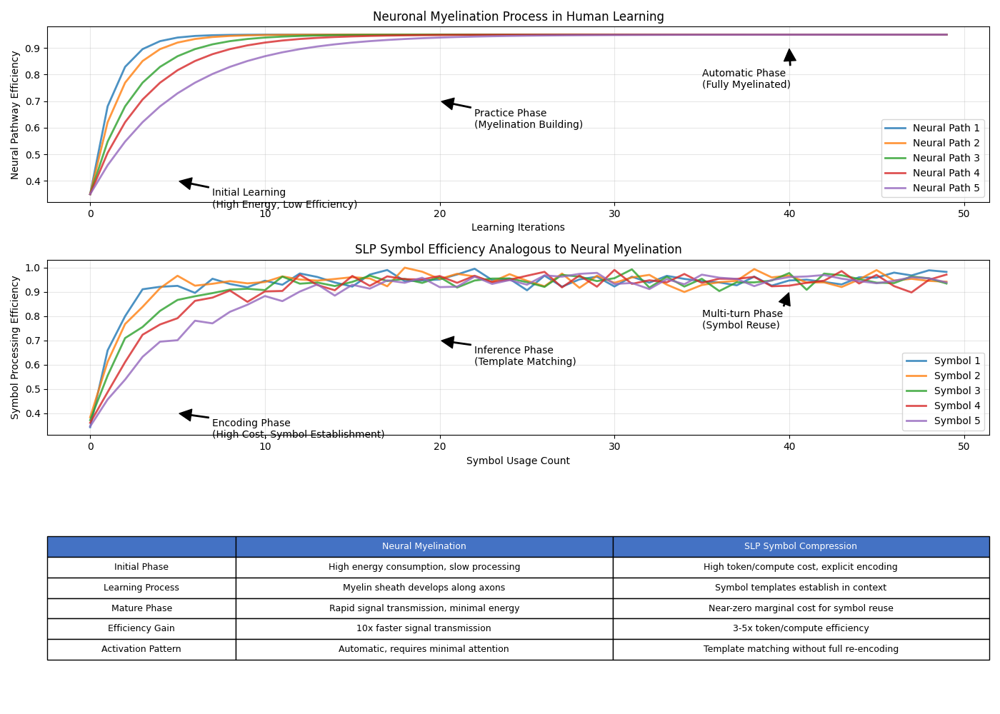 Neuronal Myelination Process in Human Learning
Neural Pathway Efficiency
0.9
0.8
0.7
0.6
0.5
0.4
Automatic Phase
(Fully Myelinated)
Practice Phase
(Myelination Building)
Initial Learning
(High Energy, Low Efficiency)
Neural Path 1
Neural Path 2
Neural Path 3
Neural Path 4
Neural Path 5
0 10 20 30 40 50
Learning Iterations
SLP Symbol Efficiency Analogous to Neural Myelination
Symbol Processing Efficiency
1.0
0.9
0.8
0.7
0.6
0.5
0.4
Multi-turn Phase
(Symbol Reuse)
Inference Phase
(Template Matching)
Encoding Phase
(High Cost, Symbol Establishment)
Symbol 1
Symbol 2
Symbol 3
Symbol 4
Symbol 5
0 10 20 30 40 50
Symbol Usage Count
Neural Myelination SLP Symbol Compression
Initial Phase High energy consumption, slow processing High token/compute cost, explicit encoding
Learning Process Myelin sheath develops along axons Symbol templates establish in context
Mature Phase Rapid signal transmission, minimal energy Near-zero marginal cost for symbol reuse
Efficiency Gain 10x faster signal transmission 3-5x token/compute efficiency
Activation Pattern Automatic, requires minimal attention Template matching without full re-encoding